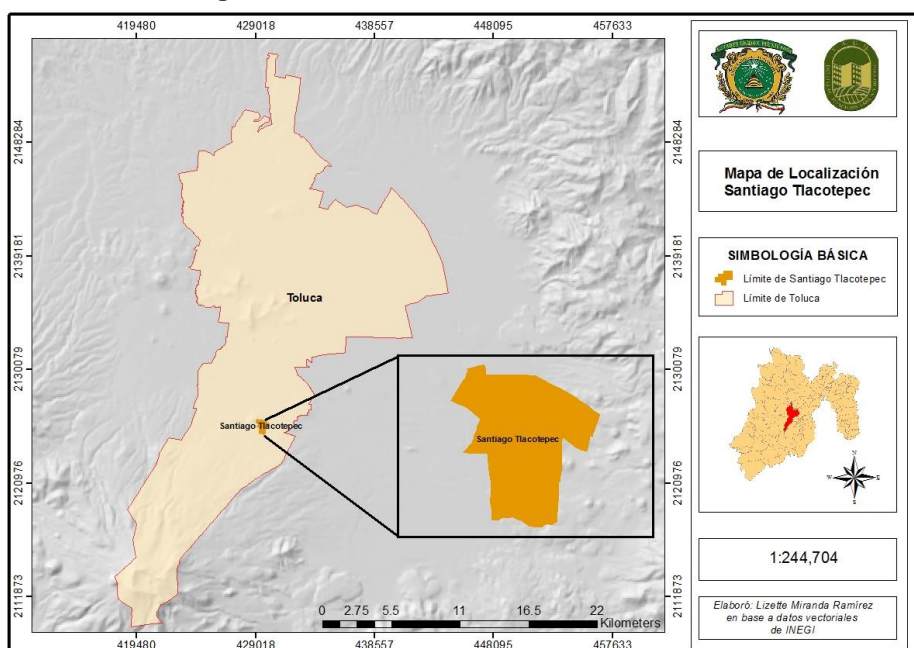 419480 429018 438557 448095 457633
2148284
2139181
2130079
2120976
2111873
Toluca
Santiago Tlacotepec
Santiago Tlacotepec
0 2.75 5.5 11 16.5 22
Kilometers
2148284
2139181
2130079
2120976
2111873
419480 429018 438557 448095 457633
Mapa de Localización
Santiago Tlacotepec
SIMBOLOGÍA BÁSICA
Límite de Santiago Tlacotepec
Límite de Toluca
N
W E
S
1:244,704
Elaboró: Lizette Miranda Ramírez
en base a datos vectoriales
de INEGI